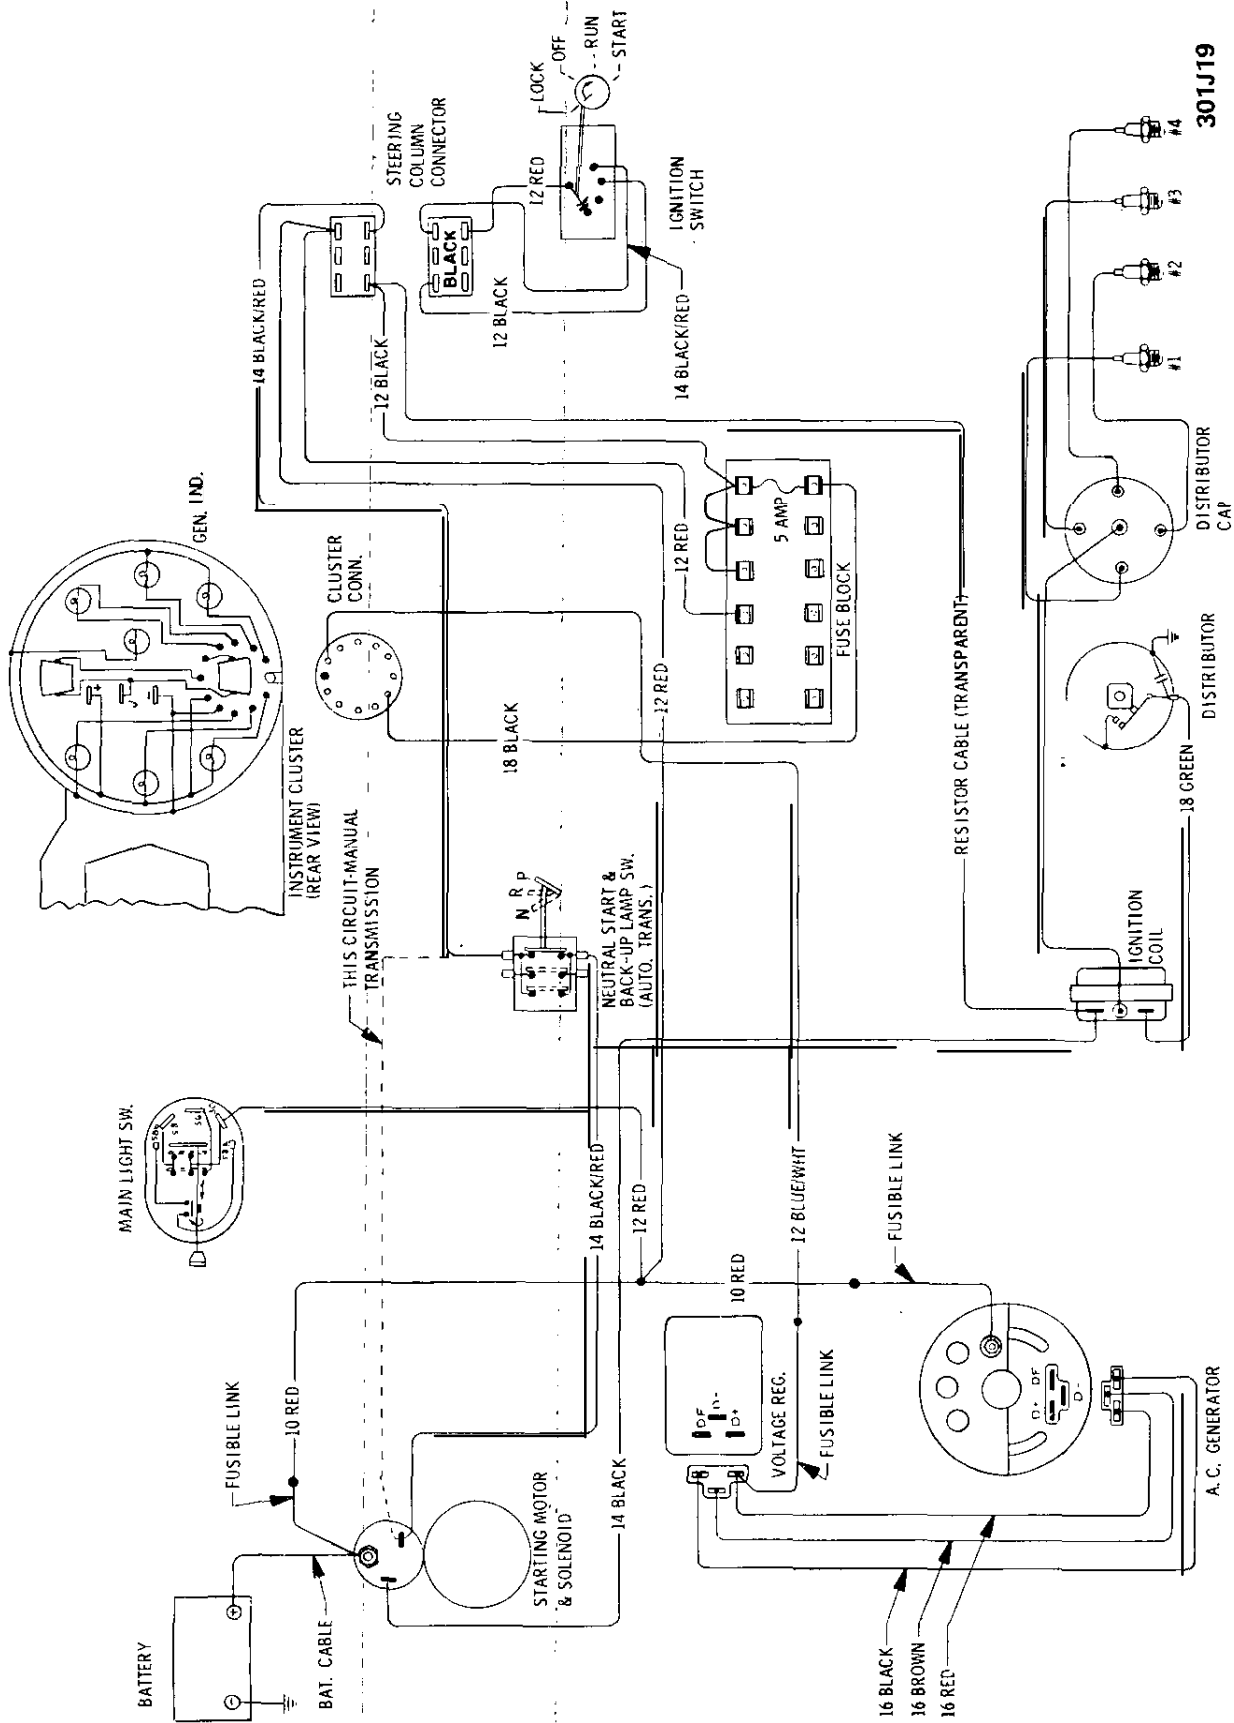 BATTERY
+
-
BAT. CABLE
FUSIBLE LINK
10 RED
STARTING MOTOR
& SOLENOID
MAIN LIGHT SW.
THIS CIRCUIT-MANUAL
TRANSMISSION
INSTRUMENT CLUSTER
(REAR VIEW)
GEN. IND.
CLUSTER
CONN.
18 BLACK
14 BLACK/RED
12 BLACK
STEERING
COLUMN
CONNECTOR
BLACK
12 BLACK
12 RED
LOCK
OFF
RUN
START
IGNITION
SWITCH
14 BLACK/RED
N R P
NEUTRAL START &
BACK-UP LAMP SW.
(AUTO. TRANS.)
12 RED
12 RED
5 AMP
FUSE BLOCK
14 BLACK/RED
12 RED
14 BLACK
10 RED
DF
D-
D+
VOLTAGE REG.
FUSIBLE LINK
12 BLUE/WHT
FUSIBLE LINK
RESISTOR CABLE (TRANSPARENT)
16 BLACK
16 BROWN
16 RED
D+
DF
D-
A.C. GENERATOR
IGNITION
COIL
18 GREEN
DISTRIBUTOR
DISTRIBUTOR
CAP
#1
#2
#3
#4
301J19